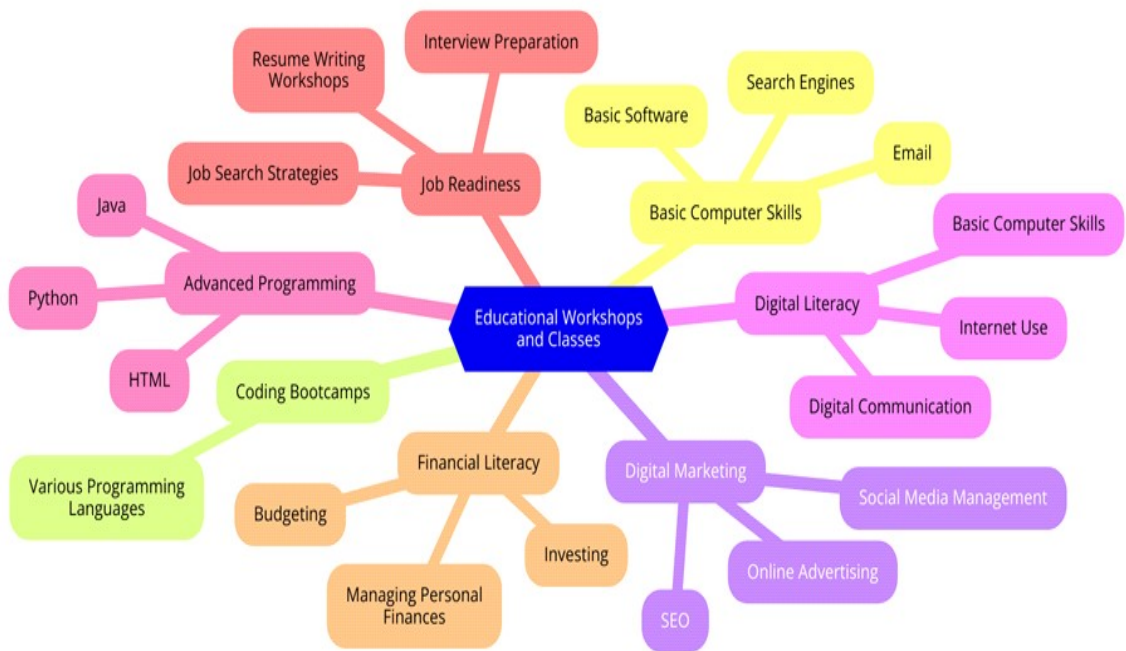 Educational Workshops
and Classes
Job Readiness
Interview Preparation
Resume Writing
Workshops
Job Search Strategies
Basic Computer Skills
Basic Software
Search Engines
Email
Digital Literacy
Basic Computer Skills
Internet Use
Digital Communication
Digital Marketing
Social Media Management
Online Advertising
SEO
Financial Literacy
Budgeting
Managing Personal
Finances
Investing
Coding Bootcamps
Various Programming
Languages
Advanced Programming
Java
Python
HTML